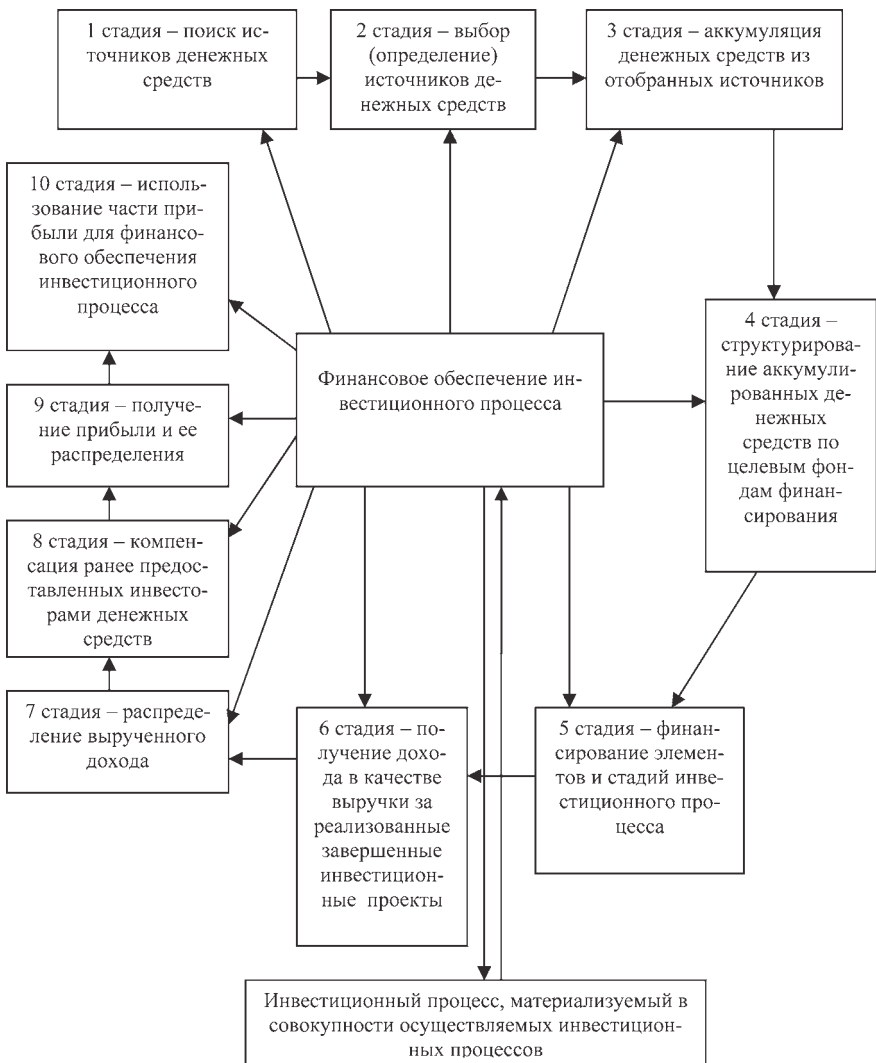 1 стадия – поиск ис-
точников денежных
средств
2 стадия – выбор
(определение)
источников де-
нежных средств
3 стадия – аккумуляция
денежных средств из
отобранных источников
10 стадия – исполь-
зование части при-
были для финансо-
вого обеспечения
инвестиционного
процесса
4 стадия –
структурирова-
ние аккумули-
рованных де-
нежных
средств по
целевым фон-
дам финан-
сирования
Финансовое обеспечение ин-
вестиционного процесса
9 стадия – получе-
ние прибыли и ее
распределения
8 стадия – компен-
сация ранее предо-
ставленных инвесто-
рами денежных
средств
7 стадия – распреде-
ление вырученного
дохода
6 стадия – по-
лучение дохо-
да в качестве
выручки за
реализованные
завершенные
инвестицион-
ные проекты
5 стадия – финан-
сирование элемен-
тов и стадий инве-
стиционного про-
цесса
Инвестиционный процесс, материализуемый в
совокупности осуществляемых инвестицион-
ных процессов